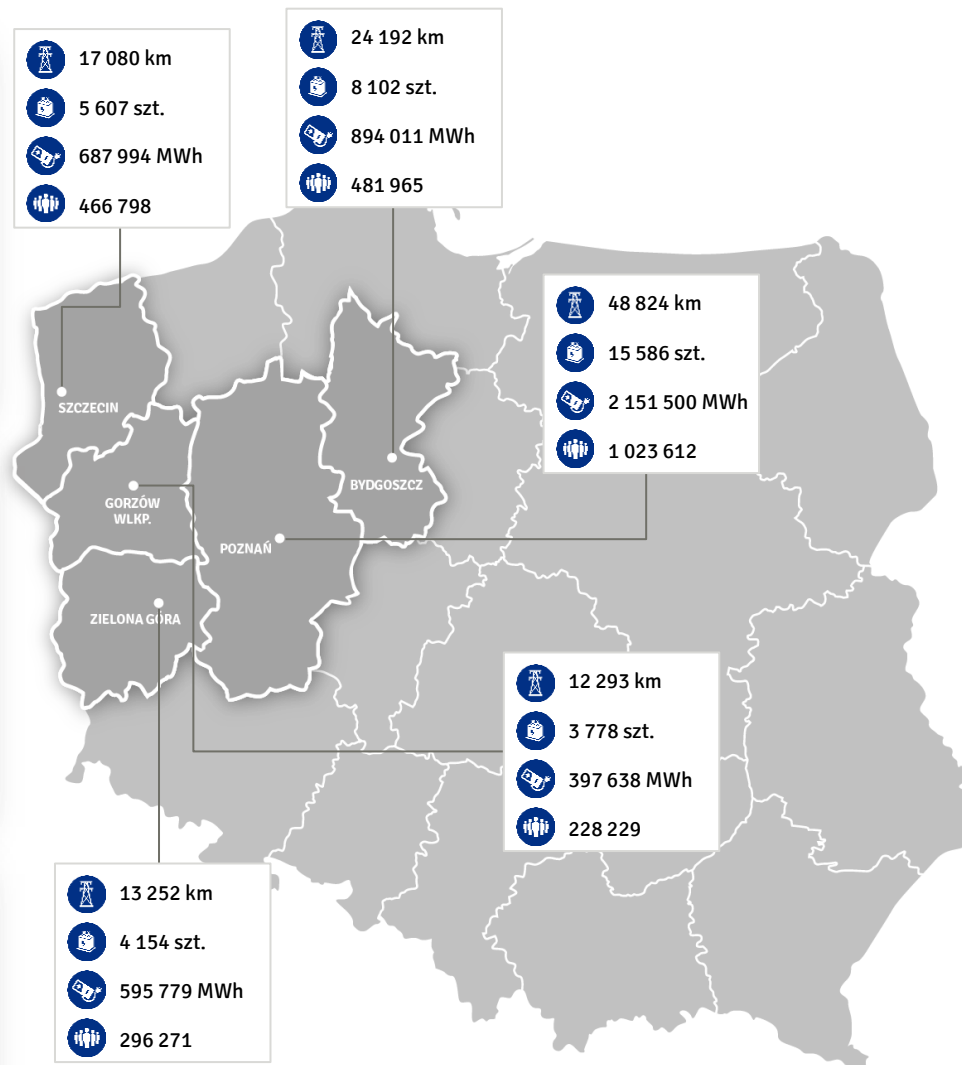 17 080 km
5 607 szt.
687 994 MWh
466 798
24 192 km
8 102 szt.
894 011 MWh
481 965
48 824 km
15 586 szt.
2 151 500 MWh
1 023 612
SZCZECIN
BYDGOSZCZ
GORZÓW
WLKP.
POZNAŃ
ZIELONA GÓRA
12 293 km
3 778 szt.
397 638 MWh
228 229
13 252 km
4 154 szt.
595 779 MWh
296 271